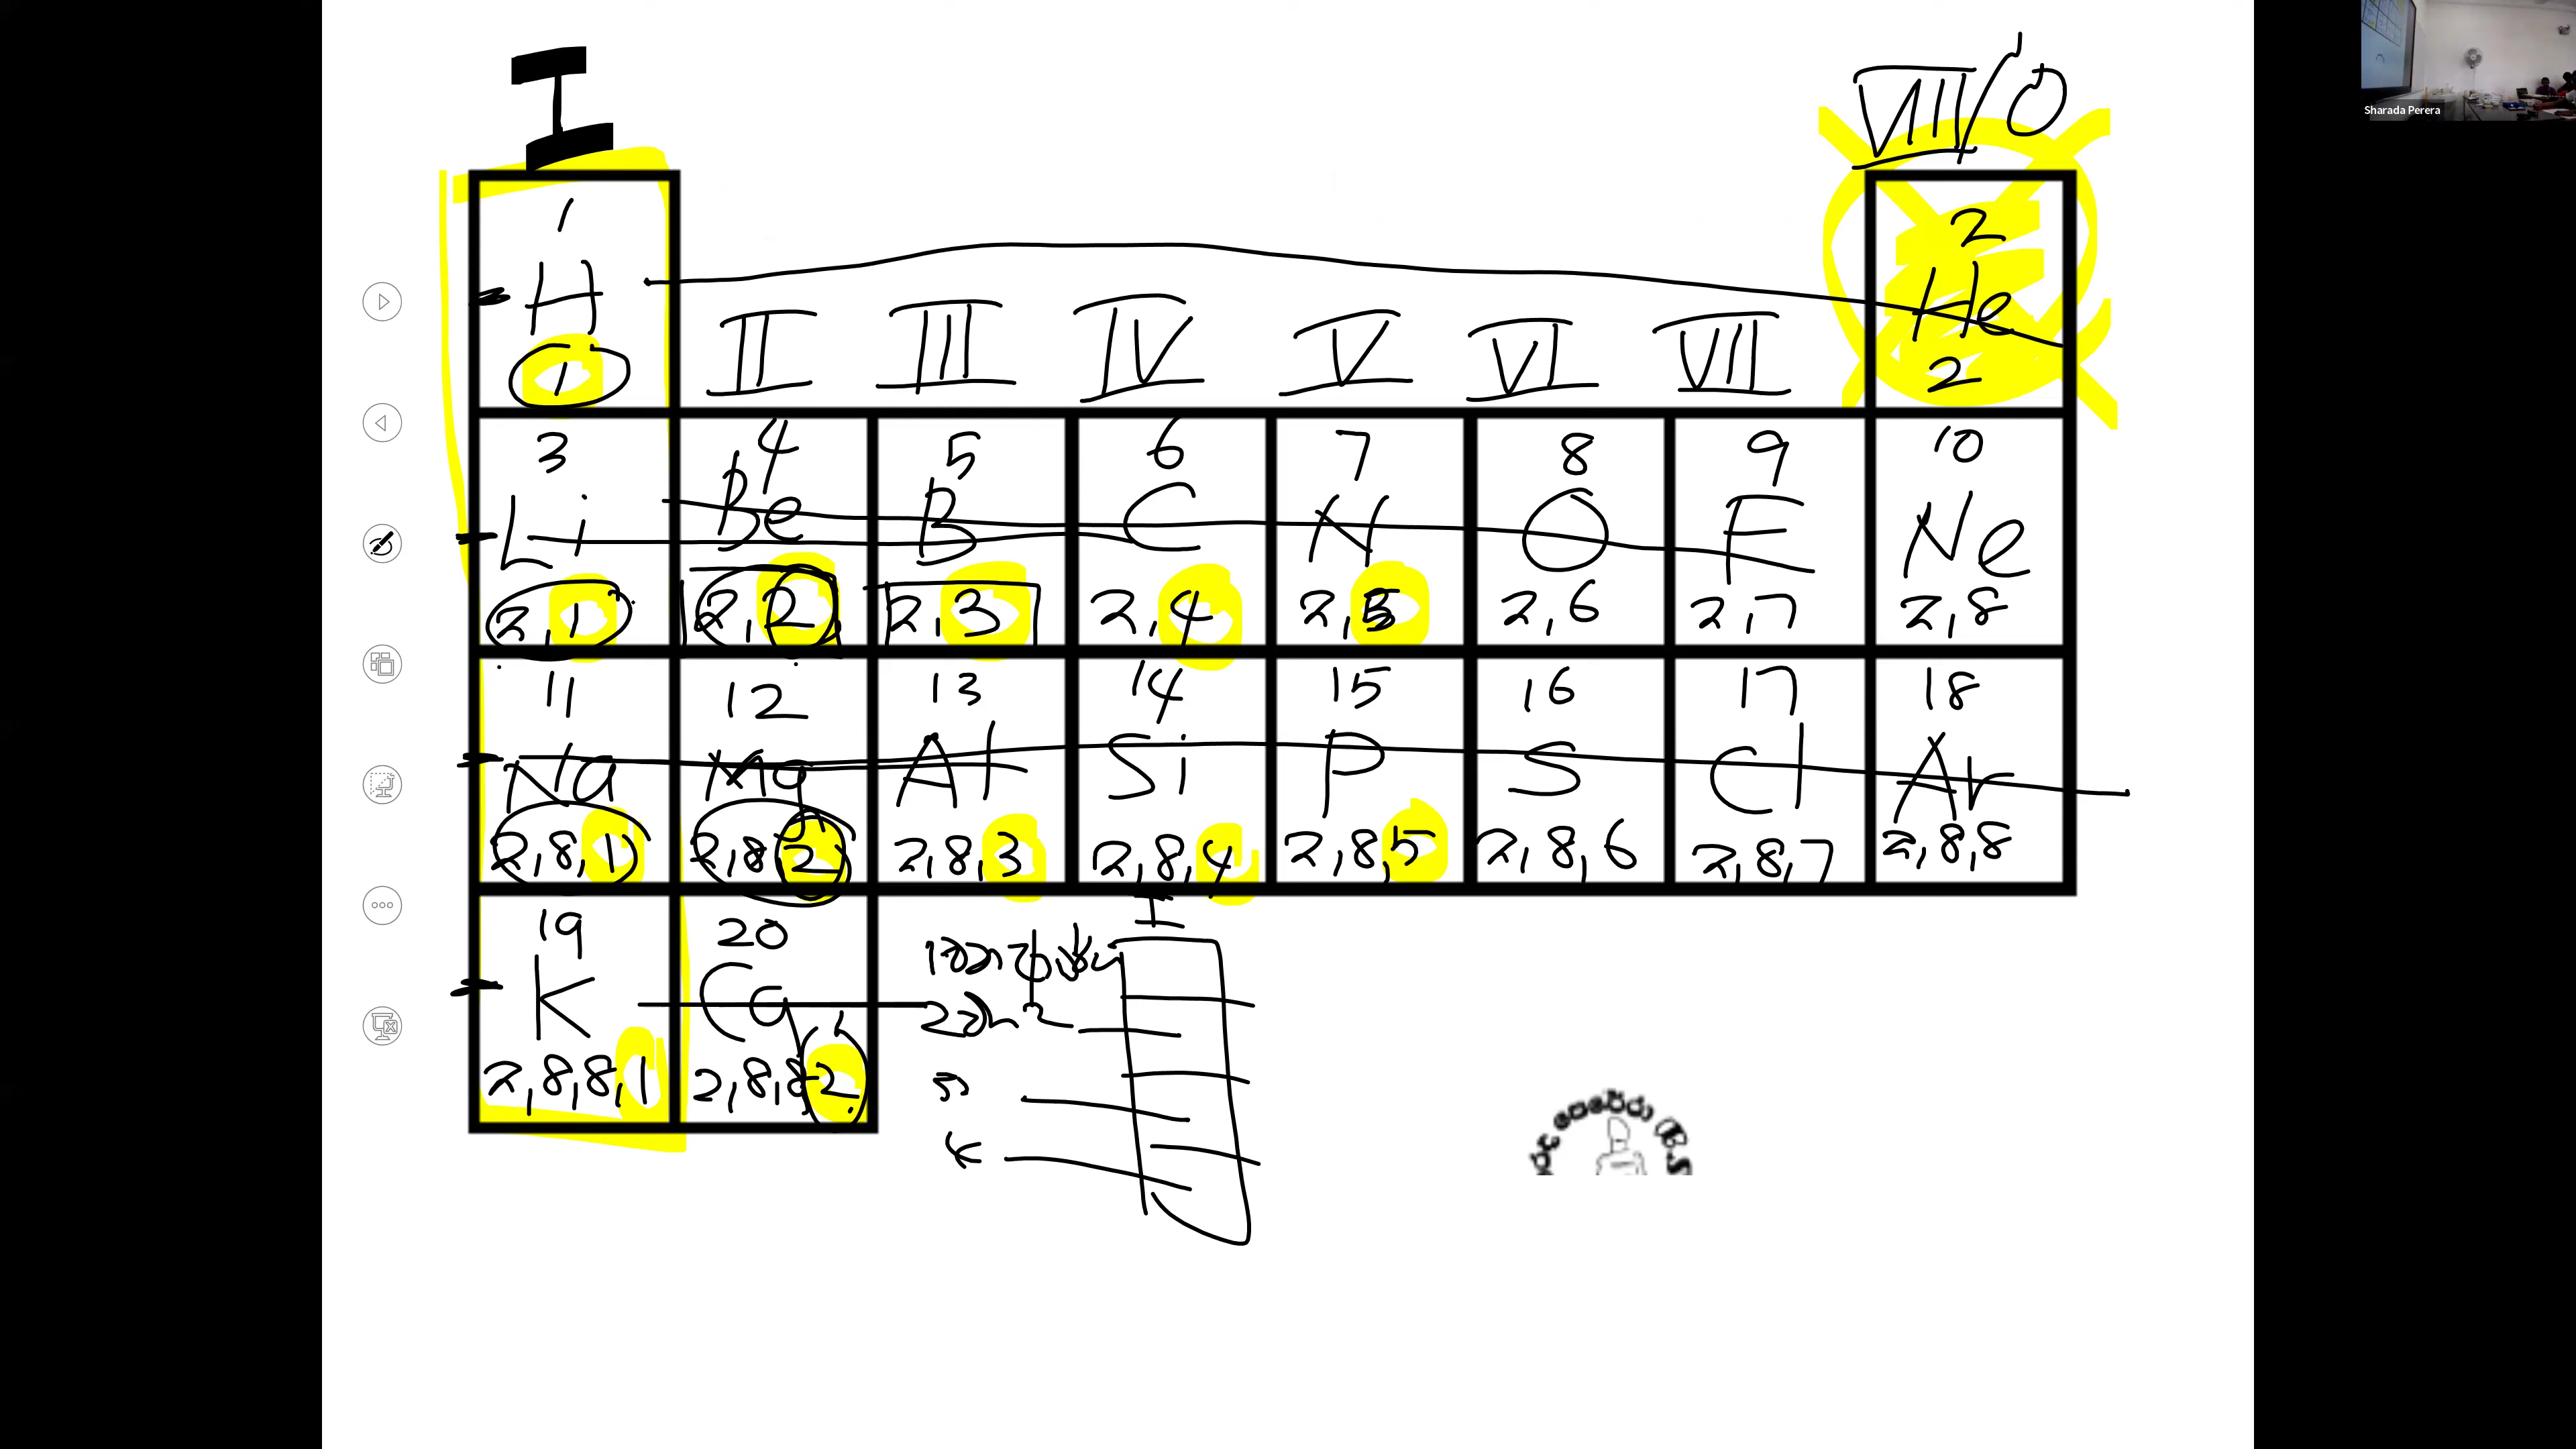 I
VIII/0
Sharada Perera
1
H
1
2
He
2
II III IV V VI VII
3 4 5 6 7 8 9 10
Li Be B C N O F Ne
2,1 2,2 2,3 2,4 2,5 2,6 2,7 2,8
11 12 13 14 15 16 17 18
Na Mg Al Si P S Cl Ar
2,8,1 2,8,2 2,8,3 2,8,4 2,8,5 2,8,6 2,8,7 2,8,8
19 20
K Ca
2,8,8,1 2,8,8,2
I
(B.S